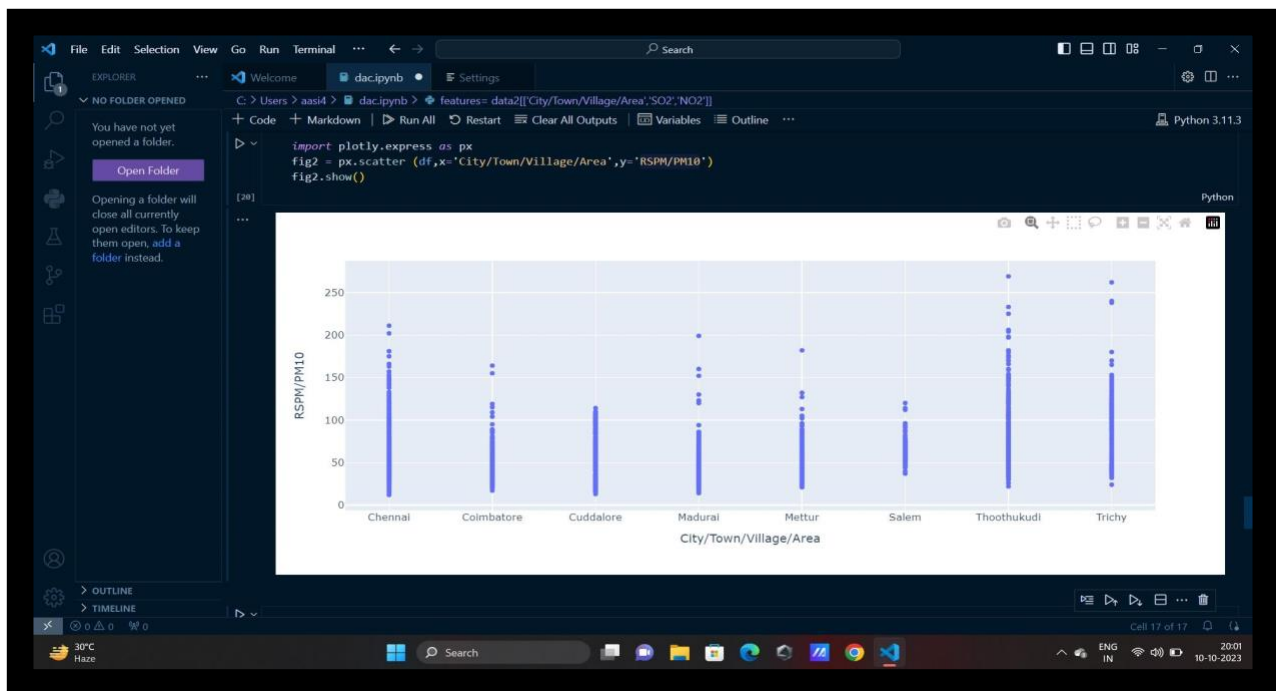 File Edit Selection View Go Run Terminal ··· ← → Search
EXPLORER ···
Welcome dac.ipynb Settings
NO FOLDER OPENED
C: > Users > aasi4 > dac.ipynb > features= data2[['City/Town/Village/Area','SO2','NO2']]
+ Code + Markdown | Run All Restart Clear All Outputs | Variables Outline ···
Python 3.11.3
1
You have not yet
opened a folder.
Open Folder
Opening a folder will
close all currently
open editors. To keep
them open, add a
folder instead.
import plotly.express as px
fig2 = px.scatter (df,x='City/Town/Village/Area',y='RSPM/PM10')
fig2.show()
[20]
Python
···
RSPM/PM10
250
200
150
100
50
0
Chennai Coimbatore Cuddalore Madurai Mettur Salem Thoothukudi Trichy
City/Town/Village/Area
> OUTLINE
> TIMELINE
0 0 0
Cell 17 of 17
30°C
Haze
Search
ENG
IN
20:01
10-10-2023